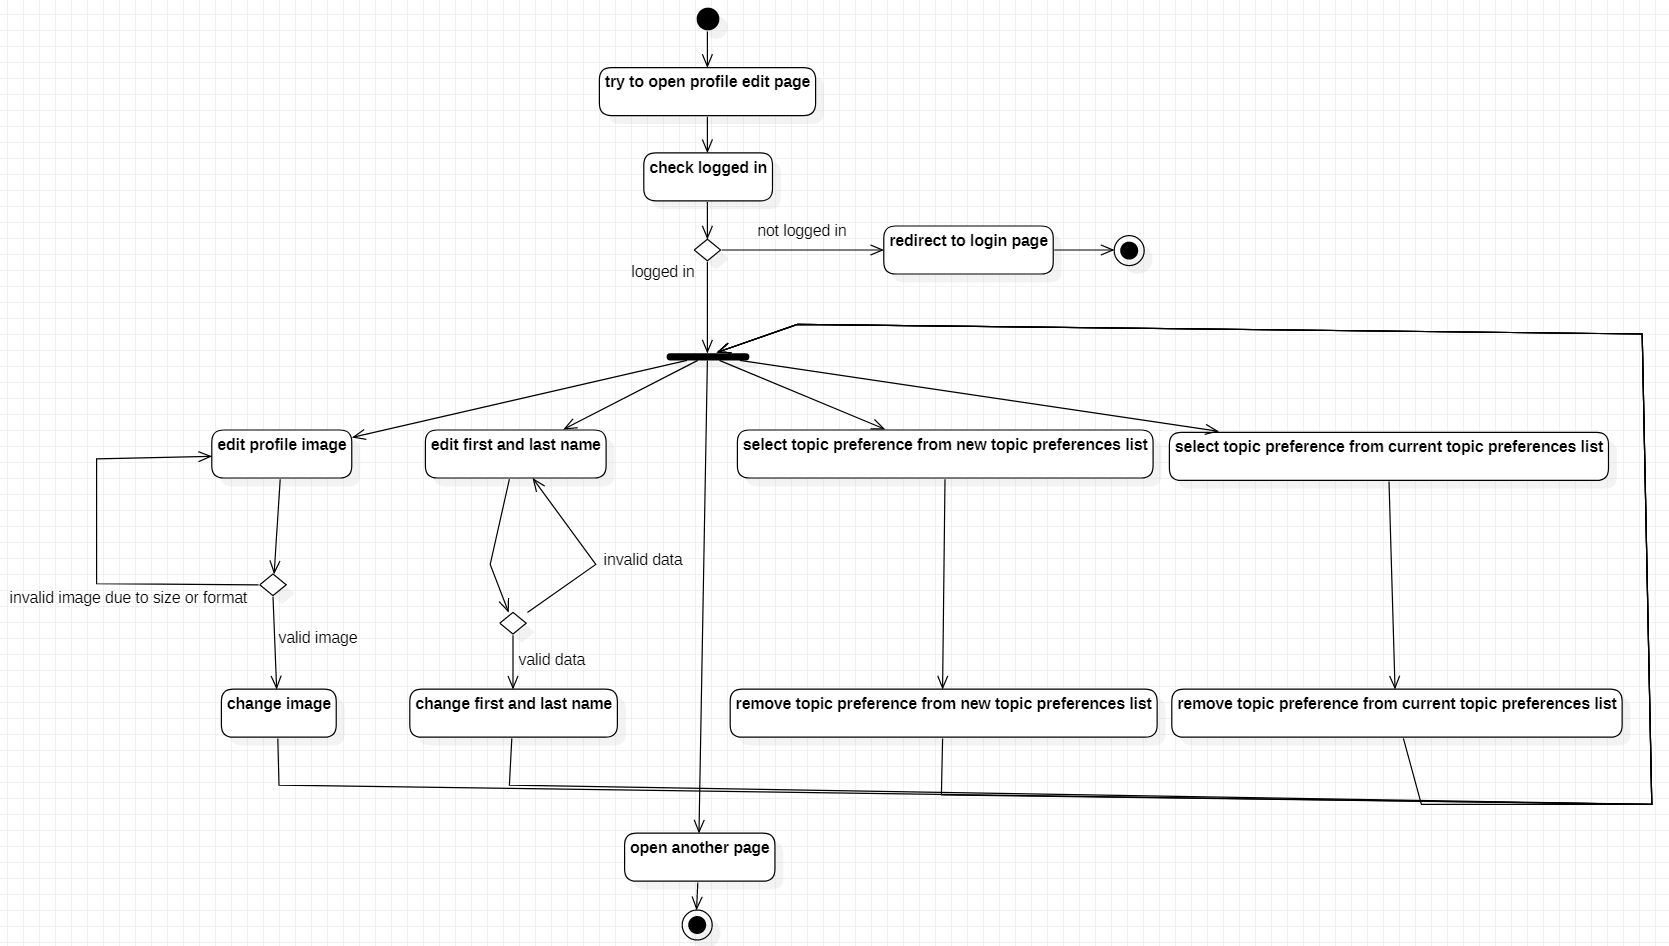 try to open profile edit page
check logged in
not logged in
redirect to login page
logged in
edit profile image
edit first and last name
select topic preference from new topic preferences list
select topic preference from current topic preferences list
invalid data
invalid image due to size or format
valid image
valid data
change image
change first and last name
remove topic preference from new topic preferences list
remove topic preference from current topic preferences list
open another page